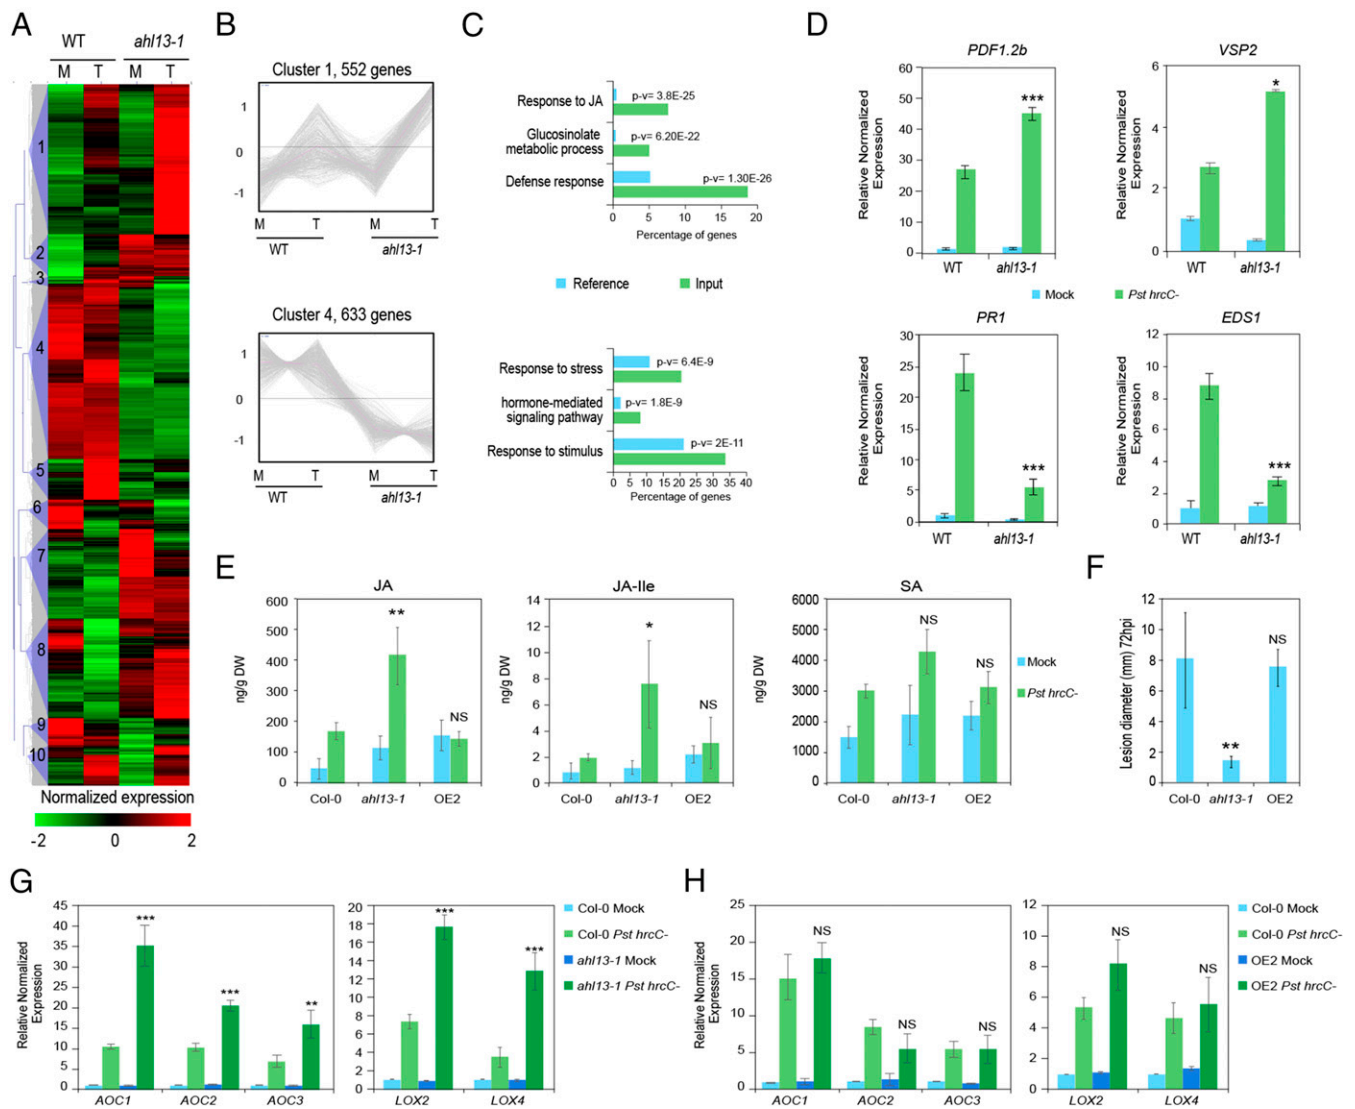 A
WT
ahl13-1
M
T
M
T
1
2
3
4
5
6
7
8
9
10
Normalized expression
-2
0
2
B
Cluster 1, 552 genes
1
0
-1
M
T
M
T
WT
ahl13-1
Cluster 4, 633 genes
1
0
-1
M
T
M
T
WT
ahl13-1
C
Response to JA
p-v= 3.8E-25
Glucosinolate
metabolic process
p-v= 6.20E-22
Defense response
p-v= 1.30E-26
0 5 10 15 20
Percentage of genes
Reference
Input
Response to stress
p-v= 6.4E-9
hormone-mediated
signaling pathway
p-v= 1.8E-9
Response to stimulus
p-v= 2E-11
0 5 10 15 20 25 30 35 40
Percentage of genes
D
PDF1.2b
Relative Normalized
Expression
60
50
40
30
20
10
0
***
WT
ahl13-1
VSP2
Relative Normalized
Expression
6
4
2
0
*
WT
ahl13-1
Mock
Pst hrcC-
PR1
Relative Normalized
Expression
30
25
20
15
10
5
0
***
WT
ahl13-1
EDS1
Relative Normalized
Expression
12
10
8
6
4
2
0
***
WT
ahl13-1
E
JA
ng/g DW
600
500
400
300
200
100
0
**
NS
Col-0
ahl13-1
OE2
JA-Ile
ng/g DW
14
12
10
8
6
4
2
0
*
NS
Col-0
ahl13-1
OE2
SA
ng/g DW
6000
5000
4000
3000
2000
1000
0
NS
NS
Col-0
ahl13-1
OE2
Mock
Pst hrcC-
F
Lesion diameter (mm) 72hpi
12
10
8
6
4
2
0
**
NS
Col-0
ahl13-1
OE2
G
Relative Normalized
Expression
45
40
35
30
25
20
15
10
5
0
***
***
**
AOC1
AOC2
AOC3
20
18
16
14
12
10
8
6
4
2
0
***
***
LOX2
LOX4
Col-0 Mock
Col-0 Pst hrcC-
ahl13-1 Mock
ahl13-1 Pst hrcC-
H
Relative Normalized
Expression
25
20
15
10
5
0
NS
NS
NS
AOC1
AOC2
AOC3
12
10
8
6
4
2
0
NS
NS
LOX2
LOX4
Col-0 Mock
Col-0 Pst hrcC-
OE2 Mock
OE2 Pst hrcC-